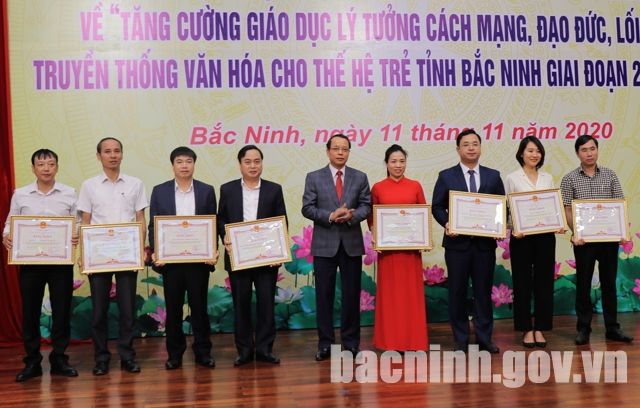 VỀ "TĂNG CƯỜNG GIÁO DỤC LÝ TƯỞNG CÁCH MẠNG, ĐẠO ĐỨC, LỐI
TRUYỀN THỐNG VĂN HÓA CHO THẾ HỆ TRẺ TỈNH BẮC NINH GIAI ĐOẠN 2
Bắc Ninh, ngày 11 tháng 11 năm 2020
bacninh.gov.vn